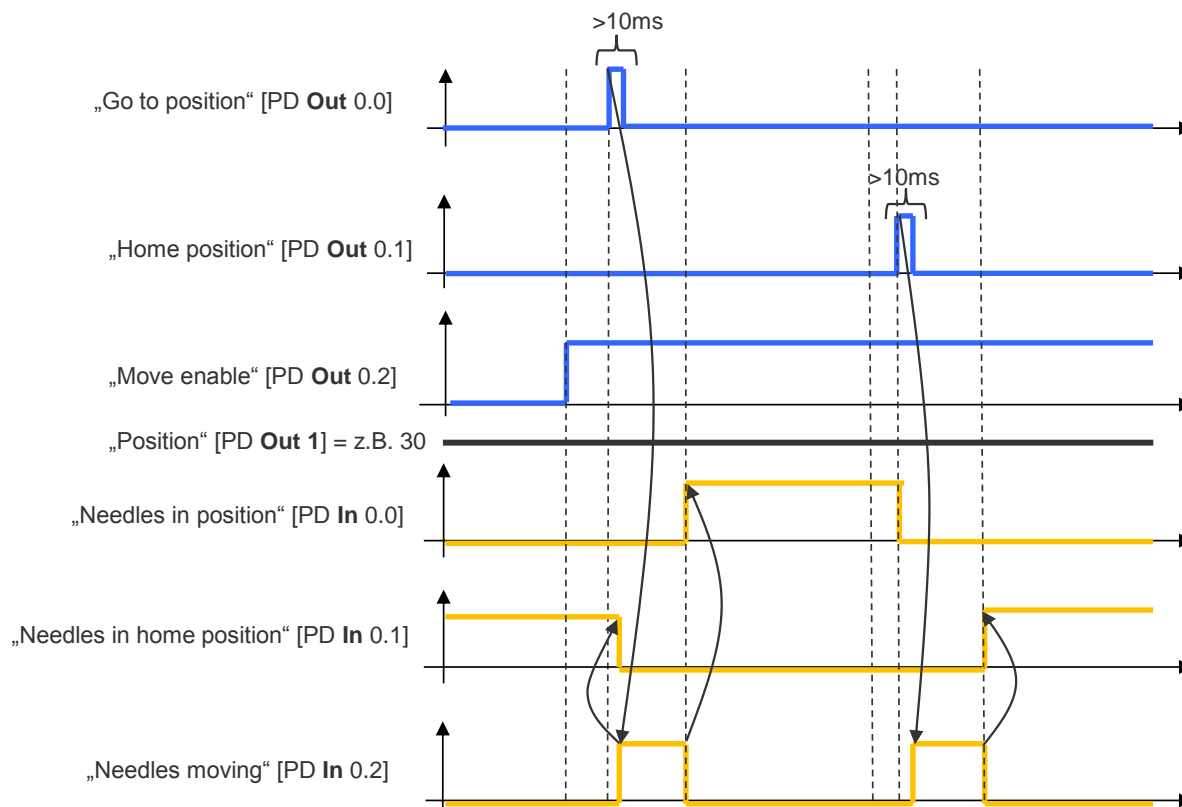 >10ms
„Go to position“ [PD Out 0.0]
>10ms
„Home position“ [PD Out 0.1]
„Move enable“ [PD Out 0.2]
„Position“ [PD Out 1] = z.B. 30
„Needles in position“ [PD In 0.0]
„Needles in home position“ [PD In 0.1]
„Needles moving“ [PD In 0.2]